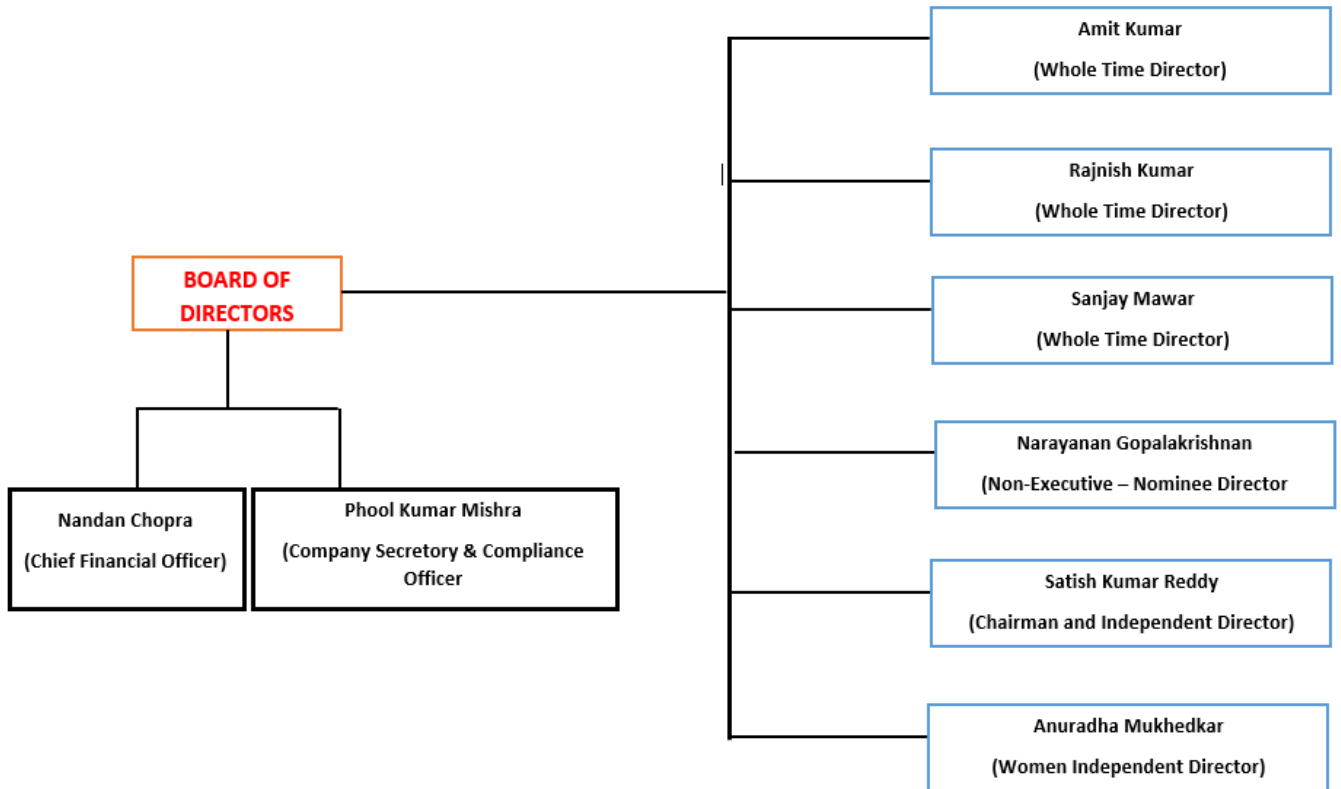 Amit Kumar
(Whole Time Director)
Rajnish Kumar
(Whole Time Director)
BOARD OF
DIRECTORS
Sanjay Mawar
(Whole Time Director)
Narayanan Gopalakrishnan
(Non-Executive – Nominee Director
Nandan Chopra
(Chief Financial Officer)
Phool Kumar Mishra
(Company Secretary & Compliance
Officer
Satish Kumar Reddy
(Chairman and Independent Director)
Anuradha Mukhedkar
(Women Independent Director)